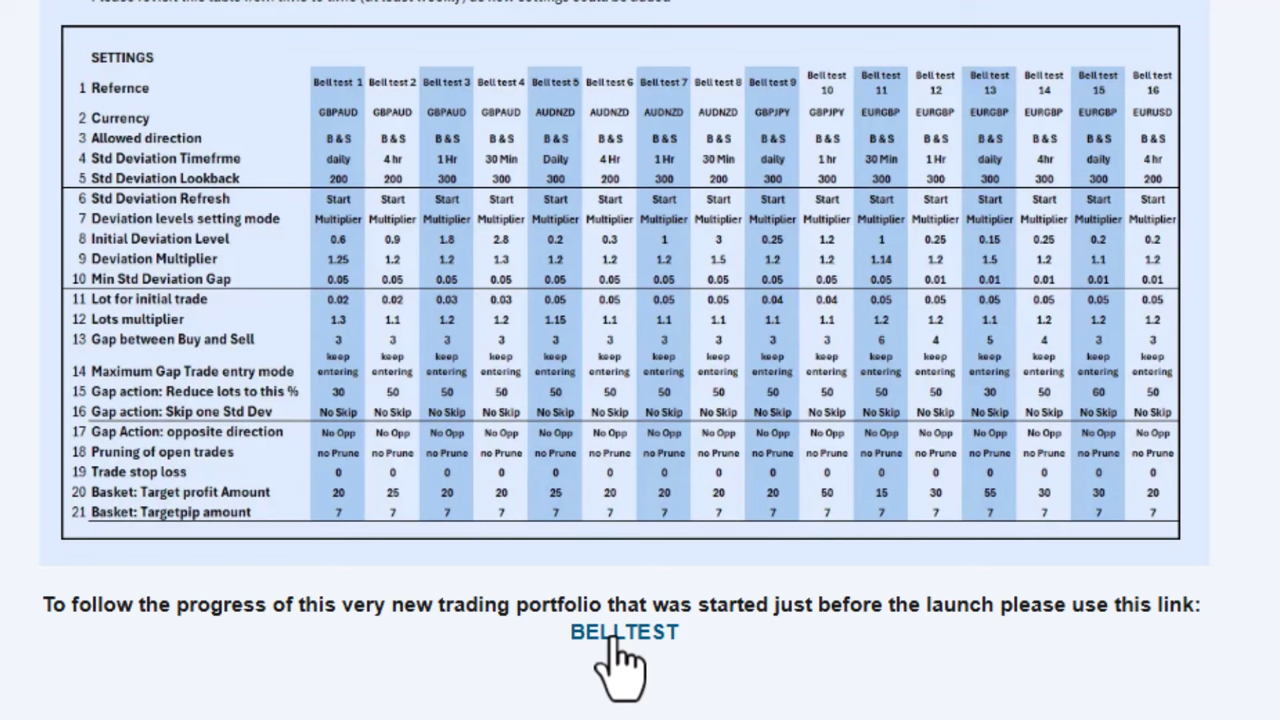 SETTINGS
1 Refernce Bell test 1 Bell test 2 Bell test 3 Bell test 4 Bell test 5 Bell test 6 Bell test 7 Bell test 8 Bell test 9 Bell test 10 Bell test 11 Bell test 12 Bell test 13 Bell test 14 Bell test 15 Bell test 16
2 Currency GBPAUD GBPAUD GBPAUD GBPAUD AUDNZD AUDNZD AUDNZD AUDNZD GBPJPY GBPJPY EURGBP EURGBP EURGBP EURGBP EURGBP EURUSD
3 Allowed direction B & S B & S B & S B & S B & S B & S B & S B & S B & S B & S B & S B & S B & S B & S B & S B & S
4 Std Deviation Timefrme daily 4 hr 1 Hr 30 Min Daily 4 Hr 1 Hr 30 Min daily 1 hr 30 Min 1 Hr daily 4hr daily 4 hr
5 Std Deviation Lookback 200 200 300 300 300 200 300 300 300 300 300 300 300 300 300 200
6 Std Deviation Refresh Start Start Start Start Start Start Start Start Start Start Start Start Start Start Start Start
7 Deviation levels setting mode Multiplier Multiplier Multiplier Multiplier Multiplier Multiplier Multiplier Multiplier Multiplier Multiplier Multiplier Multiplier Multiplier Multiplier Multiplier Multiplier
8 Initial Deviation Level 0.6 0.9 1.8 2.8 0.2 0.3 1 3 0.25 1.2 1 0.25 0.15 0.25 0.2 0.2
9 Deviation Multiplier 1.25 1.2 1.2 1.3 1.2 1.2 1.2 1.5 1.2 1.2 1.14 1.2 1.5 1.2 1.1 1.2
10 Min Std Deviation Gap 0.05 0.05 0.05 0.05 0.05 0.05 0.05 0.05 0.05 0.05 0.05 0.01 0.01 0.01 0.01 0.01
11 Lot for initial trade 0.02 0.02 0.03 0.03 0.05 0.05 0.05 0.05 0.04 0.04 0.05 0.05 0.05 0.05 0.05 0.05
12 Lots multiplier 1.3 1.1 1.2 1.2 1.15 1.1 1.1 1.1 1.1 1.1 1.2 1.2 1.1 1.2 1.2 1.2
13 Gap between Buy and Sell 3 3 3 3 3 3 3 3 3 3 6 4 5 4 3 3
14 Maximum Gap Trade entry mode keep entering keep entering keep entering keep entering keep entering keep entering keep entering keep entering keep entering keep entering keep entering keep entering keep entering keep entering keep entering keep entering
15 Gap action: Reduce lots to this % 30 50 50 50 50 50 50 50 50 50 50 50 30 50 60 50
16 Gap action: Skip one Std Dev No Skip No Skip No Skip No Skip No Skip No Skip No Skip No Skip No Skip No Skip No Skip No Skip No Skip No Skip No Skip No Skip
17 Gap Action: opposite direction No Opp No Opp No Opp No Opp No Opp No Opp No Opp No Opp No Opp No Opp No Opp No Opp No Opp No Opp No Opp No Opp
18 Pruning of open trades no Prune no Prune no Prune no Prune no Prune no Prune no Prune no Prune no Prune no Prune no Prune no Prune no Prune no Prune no Prune no Prune
19 Trade stop loss 0 0 0 0 0 0 0 0 0 0 0 0 0 0 0 0
20 Basket: Target profit Amount 20 25 20 20 25 20 20 20 20 50 15 30 55 30 30 20
21 Basket: Targetpip amount 7 7 7 7 7 7 7 7 7 7 7 7 7 7 7 7
To follow the progress of this very new trading portfolio that was started just before the launch please use this link:
BELLTEST